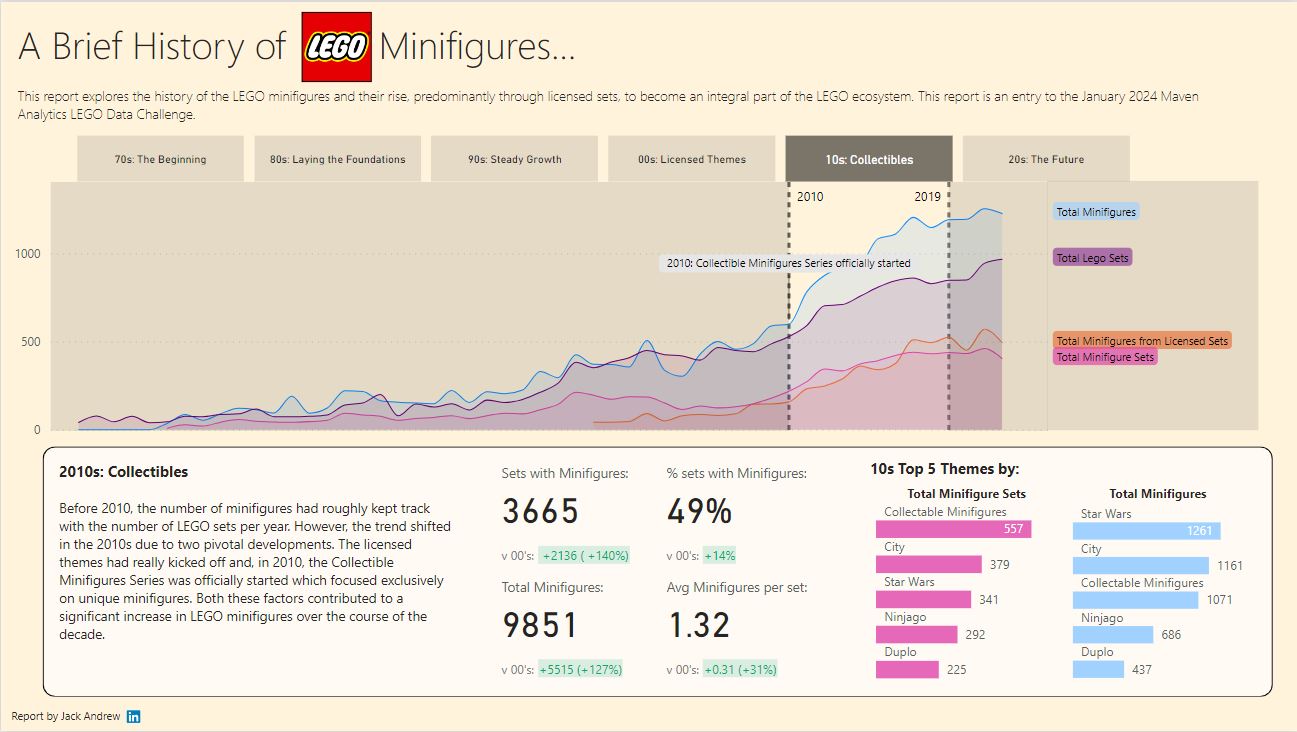 A Brief History of LEGO Minifigures...
This report explores the history of the LEGO minifigures and their rise, predominantly through licensed sets, to become an integral part of the LEGO ecosystem. This report is an entry to the January 2024 Maven
Analytics LEGO Data Challenge.
70s: The Beginning
80s: Laying the Foundations
90s: Steady Growth
00s: Licensed Themes
10s: Collectibles
20s: The Future
2010
2019
Total Minifigures
1000
2010: Collectible Minifigures Series officially started
Total Lego Sets
500
Total Minifigures from Licensed Sets
Total Minifigure Sets
0
2010s: Collectibles
Before 2010, the number of minifigures had roughly kept track
with the number of LEGO sets per year. However, the trend shifted
in the 2010s due to two pivotal developments. The licensed
themes had really kicked off and, in 2010, the Collectible
Minifigures Series was officially started which focused exclusively
on unique minifigures. Both these factors contributed to a
significant increase in LEGO minifigures over the course of the
decade.
Sets with Minifigures:
3665
v 00's: +2136 ( +140%)
% sets with Minifigures:
49%
v 00's: +14%
Total Minifigures:
9851
v 00's: +5515 (+127%)
Avg Minifigures per set:
1.32
v 00's: +0.31 (+31%)
10s Top 5 Themes by:
Total Minifigure Sets
Collectable Minifigures
557
City
379
Star Wars
341
Ninjago
292
Duplo
225
Total Minifigures
Star Wars
1261
City
1161
Collectable Minifigures
1071
Ninjago
686
Duplo
437
Report by Jack Andrew in